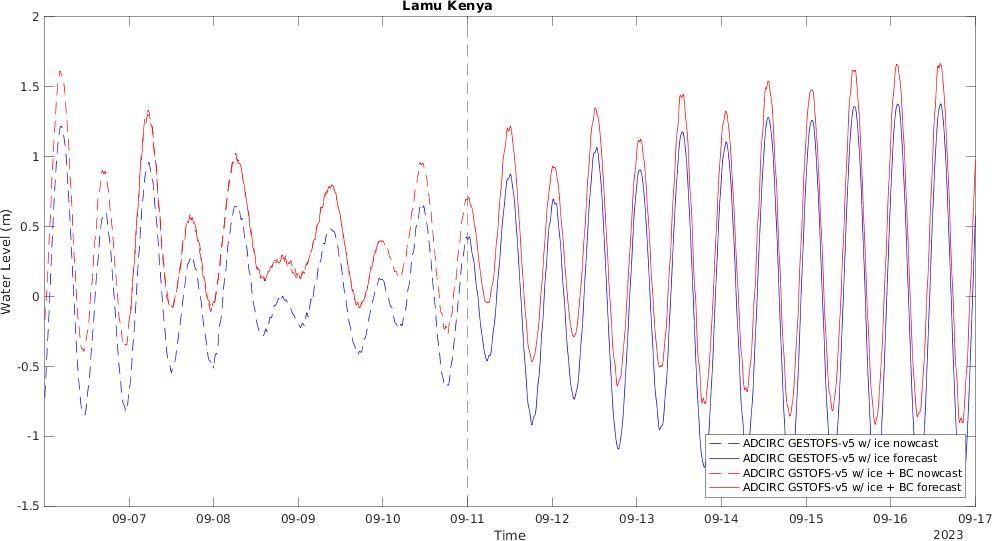 Lamu Kenya
Water Level (m)
2
1.5
1
0.5
0
-0.5
-1
-1.5
ADCIRC GESTOFS-v5 w/ ice nowcast
ADCIRC GESTOFS-v5 w/ ice forecast
ADCIRC GSTOFS-v5 w/ ice + BC nowcast
ADCIRC GSTOFS-v5 w/ ice + BC forecast
09-07 09-08 09-09 09-10 09-11 09-12 09-13 09-14 09-15 09-16 09-17
Time
2023